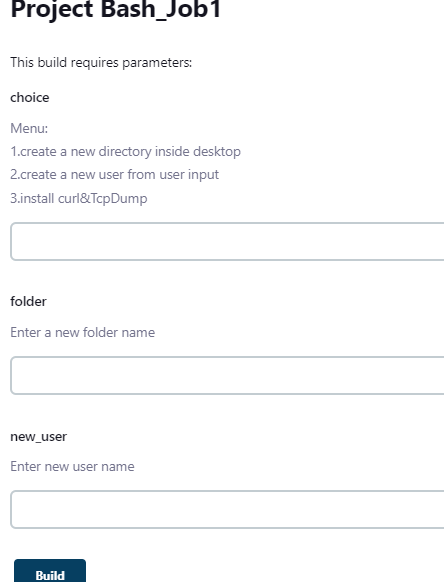 Project Bash_Job1
This build requires parameters:
choice
Menu:
1.create a new directory inside desktop
2.create a new user from user input
3.install curl&TcpDump
folder
Enter a new folder name
new_user
Enter new user name
Build